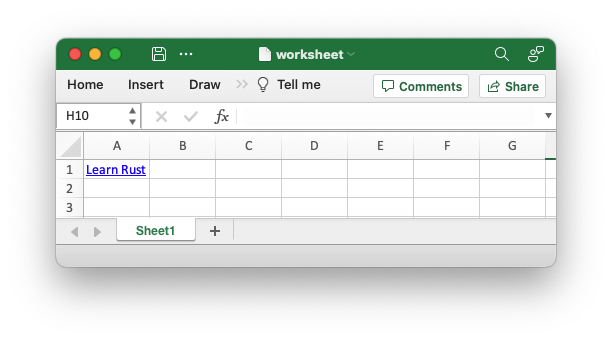 worksheet
Home Insert Draw Tell me Comments Share
H10 fx
A B C D E F G
1 Learn Rust
2
3
Sheet1 +